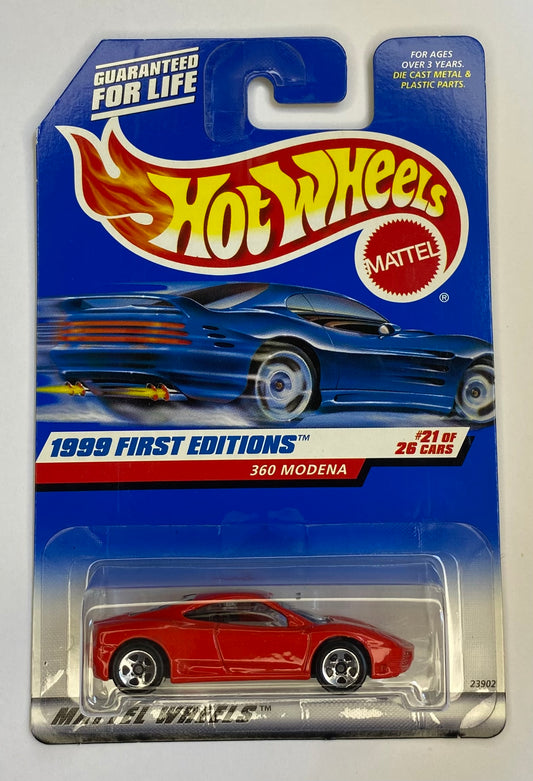 GUARANTEED
FOR LIFE
FOR AGES
OVER 3 YEARS.
DIE CAST METAL &
PLASTIC PARTS.
HOT WHEELS
MATTEL
®
1999 FIRST EDITIONS™
#21 OF
26 CARS
360 MODENA
23902
MATTEL WHEELS™